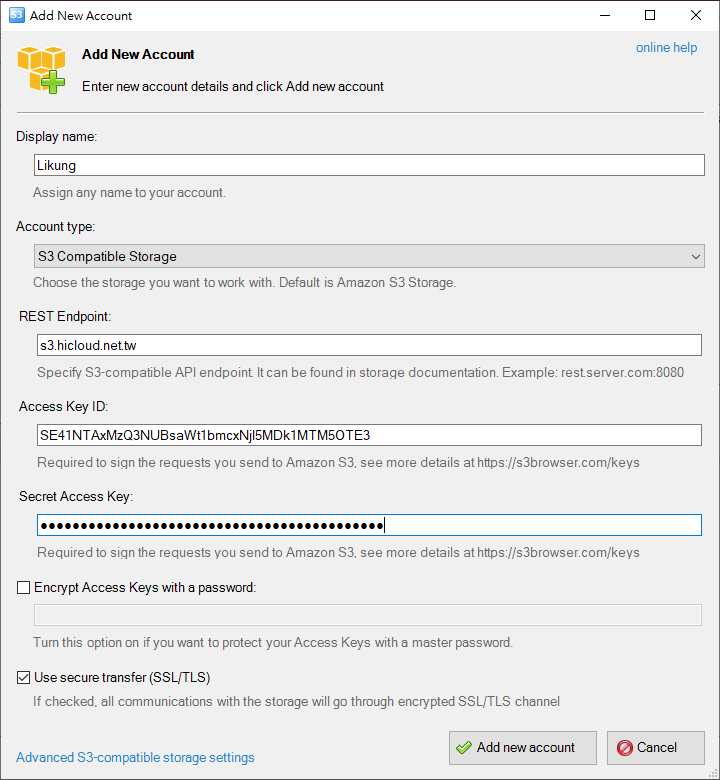 S3 Add New Account
Add New Account
online help
Enter new account details and click Add new account
Display name:
Likung
Assign any name to your account.
Account type:
S3 Compatible Storage
Choose the storage you want to work with. Default is Amazon S3 Storage.
REST Endpoint:
s3.hicloud.net.tw
Specify S3-compatible API endpoint. It can be found in storage documentation. Example: rest.server.com:8080
Access Key ID:
SE41NTAxMzQ3NUBsaWt1bmcxNjI5MDk1MTM5OTE3
Required to sign the requests you send to Amazon S3, see more details at https://s3browser.com/keys
Secret Access Key:
●●●●●●●●●●●●●●●●●●●●●●●●●●●●●●●●●●●●●●●●●●●
Required to sign the requests you send to Amazon S3, see more details at https://s3browser.com/keys
Encrypt Access Keys with a password:
Turn this option on if you want to protect your Access Keys with a master password.
Use secure transfer (SSL/TLS)
If checked, all communications with the storage will go through encrypted SSL/TLS channel
Advanced S3-compatible storage settings
Add new account
Cancel